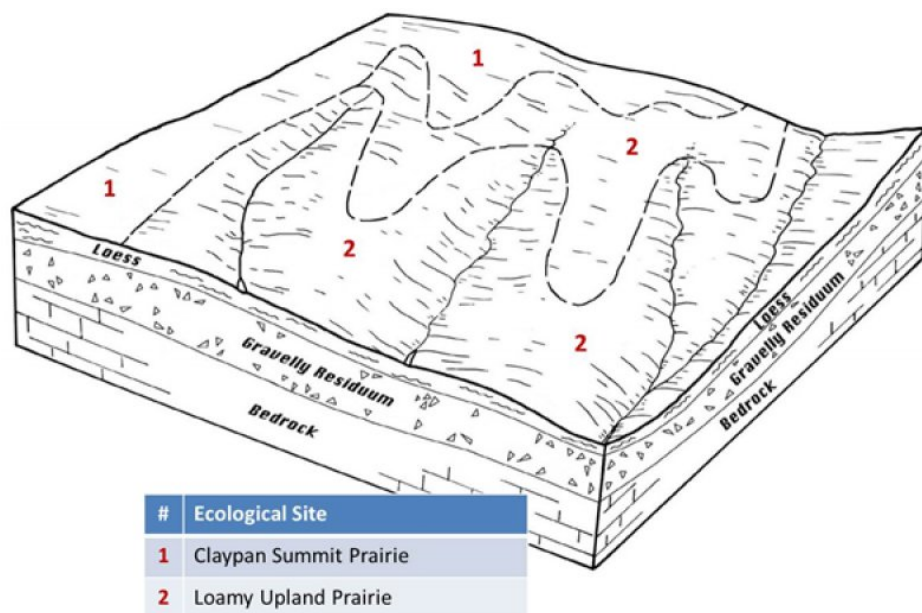 1
2
1
2
2
Loess
Gravelly Residuum
Bedrock
Loess
Gravelly Residuum
Bedrock
# Ecological Site
1 Claypan Summit Prairie
2 Loamy Upland Prairie